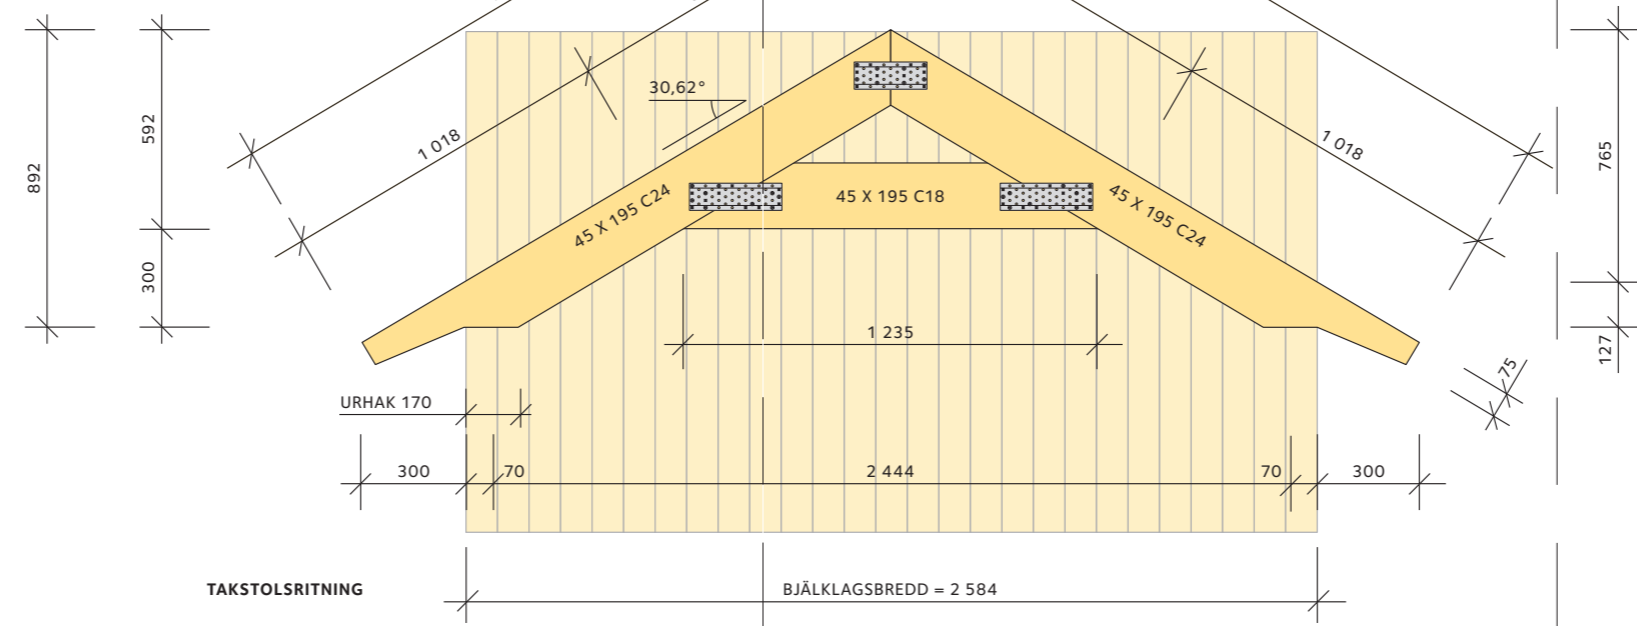 30,62°
592
1 018
1 018
892
765
45 X 195 C24
45 X 195 C18
45 X 195 C24
300
1 235
127
75
URHAK 170
300
70
2 444
70
300
TAKSTOLSRITNING
BJÄLKLAGSBREDD = 2 584